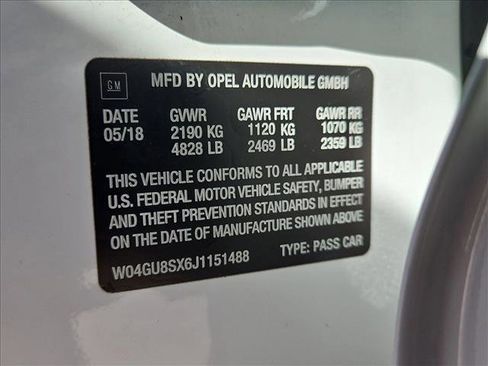 GM
MFD BY OPEL AUTOMOBILE GMBH
DATE GVWR GAWR FRT GAWR RR
05/18 2190 KG 1120 KG 1070 KG
4828 LB 2469 LB 2359 LB
THIS VEHICLE CONFORMS TO ALL APPLICABLE
U.S. FEDERAL MOTOR VEHICLE SAFETY, BUMPER
AND THEFT PREVENTION STANDARDS IN EFFECT
ON THE DATE OF MANUFACTURE SHOWN ABOVE
W04GU8SX6J1151488 TYPE: PASS CAR